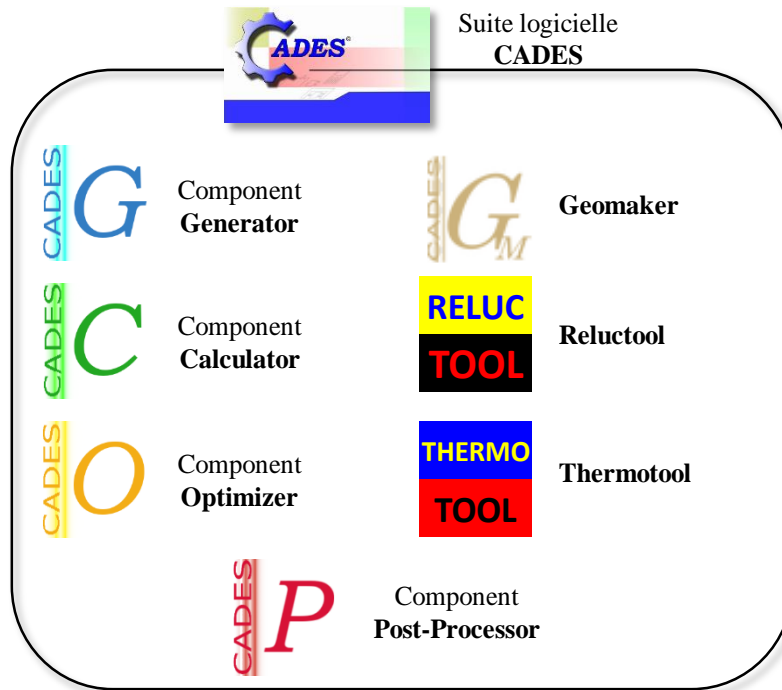 CADES
Suite logicielle
CADES
CADES G
Component
Generator
CADES GM
Geomaker
CADES C
Component
Calculator
RELUC
TOOL
Reluctool
CADES O
Component
Optimizer
THERMO
TOOL
Thermotool
CADES P
Component
Post-Processor